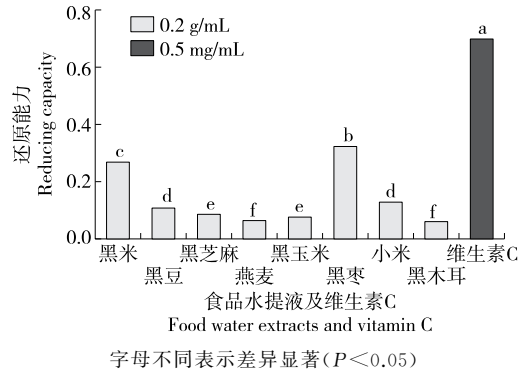 0.8
0.6
0.4
0.2
0.0
还原能力
Reducing capacity
0.2 g/mL
0.5 mg/mL
c
d
e
f
e
b
d
f
a
黑米
黑豆
黑芝麻
燕麦
黑玉米
黑枣
小米
黑木耳
维生素C
食品水提液及维生素C
Food water extracts and vitamin C
字母不同表示差异显著(P<0.05)